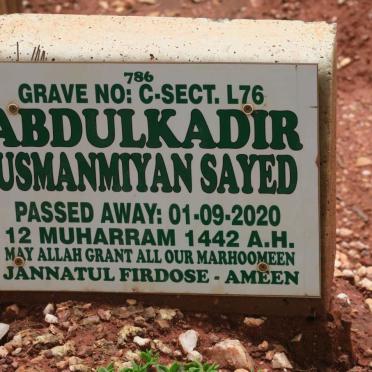 786
GRAVE NO: C-SECT. L76
ABDULKADIR
USMANMIYAN SAYED
PASSED AWAY: 01-09-2020
12 MUHARRAM 1442 A.H.
MAY ALLAH GRANT ALL OUR MARHOOMEEN
JANNATUL FIRDOSE - AMEEN